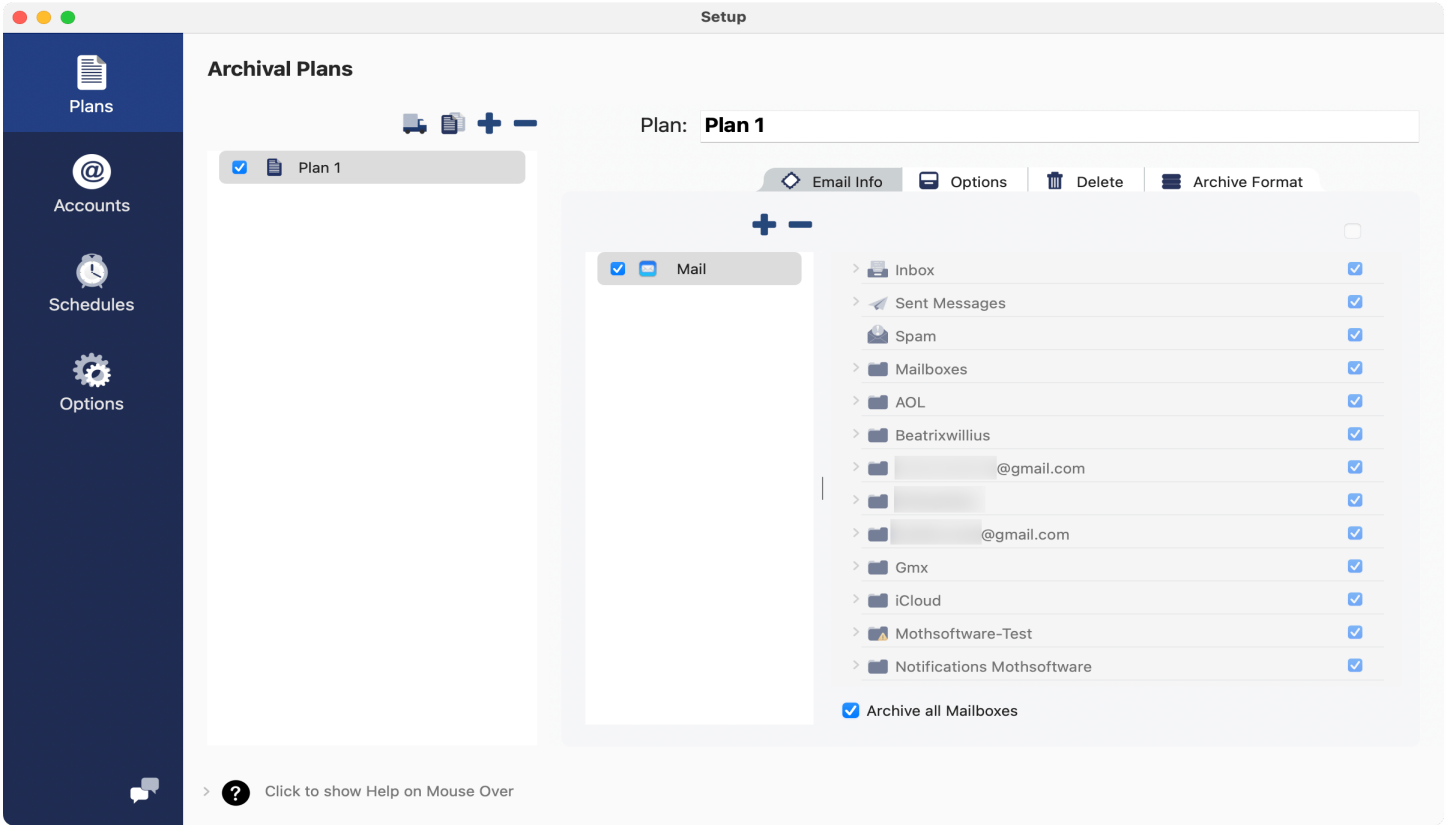 Setup
Plans
Accounts
Schedules
Options
Archival Plans
Plan 1
Plan: Plan 1
Email Info
Options
Delete
Archive Format
Mail
Inbox
Sent Messages
Spam
Mailboxes
AOL
Beatrixwillius
@gmail.com
@gmail.com
Gmx
iCloud
Mothsoftware-Test
Notifications Mothsoftware
Archive all Mailboxes
? Click to show Help on Mouse Over